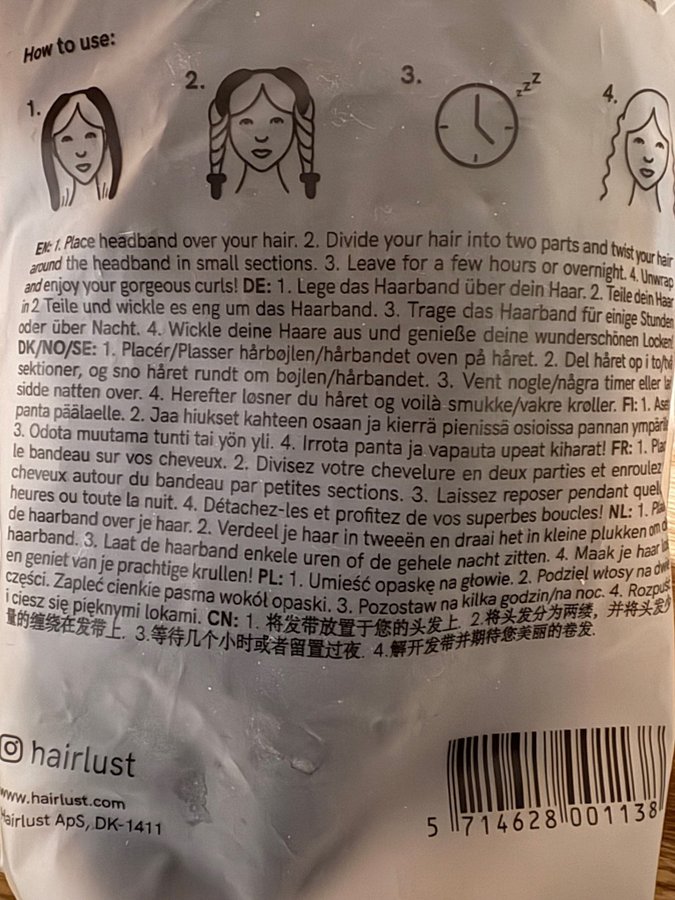 How to use:
1.
2.
3.
zzz
4.
EN: 1. Place headband over your hair. 2. Divide your hair into two parts and twist your hair
around the headband in small sections. 3. Leave for a few hours or overnight. 4. Unwrap
and enjoy your gorgeous curls! DE: 1. Lege das Haarband über dein Haar. 2. Teile dein Haar
in 2 Teile und wickle es eng um das Haarband. 3. Trage das Haarband für einige Stunden
oder über Nacht. 4. Wickle deine Haare aus und genieße deine wunderschönen Locken!
DK/NO/SE: 1. Placér/Plasser hårbøjlen/hårbandet oven på håret. 2. Del håret op i to/två
sektioner, og sno håret rundt om bøjlen/hårbandet. 3. Vent nogle/några timer eller
sidde natten over. 4. Herefter løsner du håret og voilà smukke/vakre krøller. FI: 1.
panta päälaelle. 2. Jaa hiukset kahteen osaan ja kierrä pienissä osioissa pannan ympäril
3. Odota muutama tunti tai yön yli. 4. Irrota panta ja vapauta upeat kiharat! FR: 1.
le bandeau sur vos cheveux. 2. Divisez votre chevelure en deux parties et enroulez
cheveux autour du bandeau par petites sections. 3. Laissez reposer pendant quel
heures ou toute la nuit. 4. Détachez-les et profitez de vos superbes boucles! NL: 1.
de haarband over je haar. 2. Verdeel je haar in tweeën en draai het in kleine plukken om
haarband. 3. Laat de haarband enkele uren of de gehele nacht zitten. 4. Maak je haar
en geniet van je prachtige krullen! PL: 1. Umieść opaskę na głowie. 2. Podziel włosy na dwie
części. Zapleć cienkie pasma wokół opaski. 3. Pozostaw na kilka godzin/na noc. 4. Rozpuś
i ciesz się pięknymi lokami. CN: 1. 将发带放置于您的头发上. 2.将头发分为两缕，并将头发少
量的缠绕在发带上. 3.等待几个小时或者留置过夜. 4.解开发带并期待您美丽的卷发.
hairlust
www.hairlust.com
Hairlust ApS, DK-1411
5 714628 001138